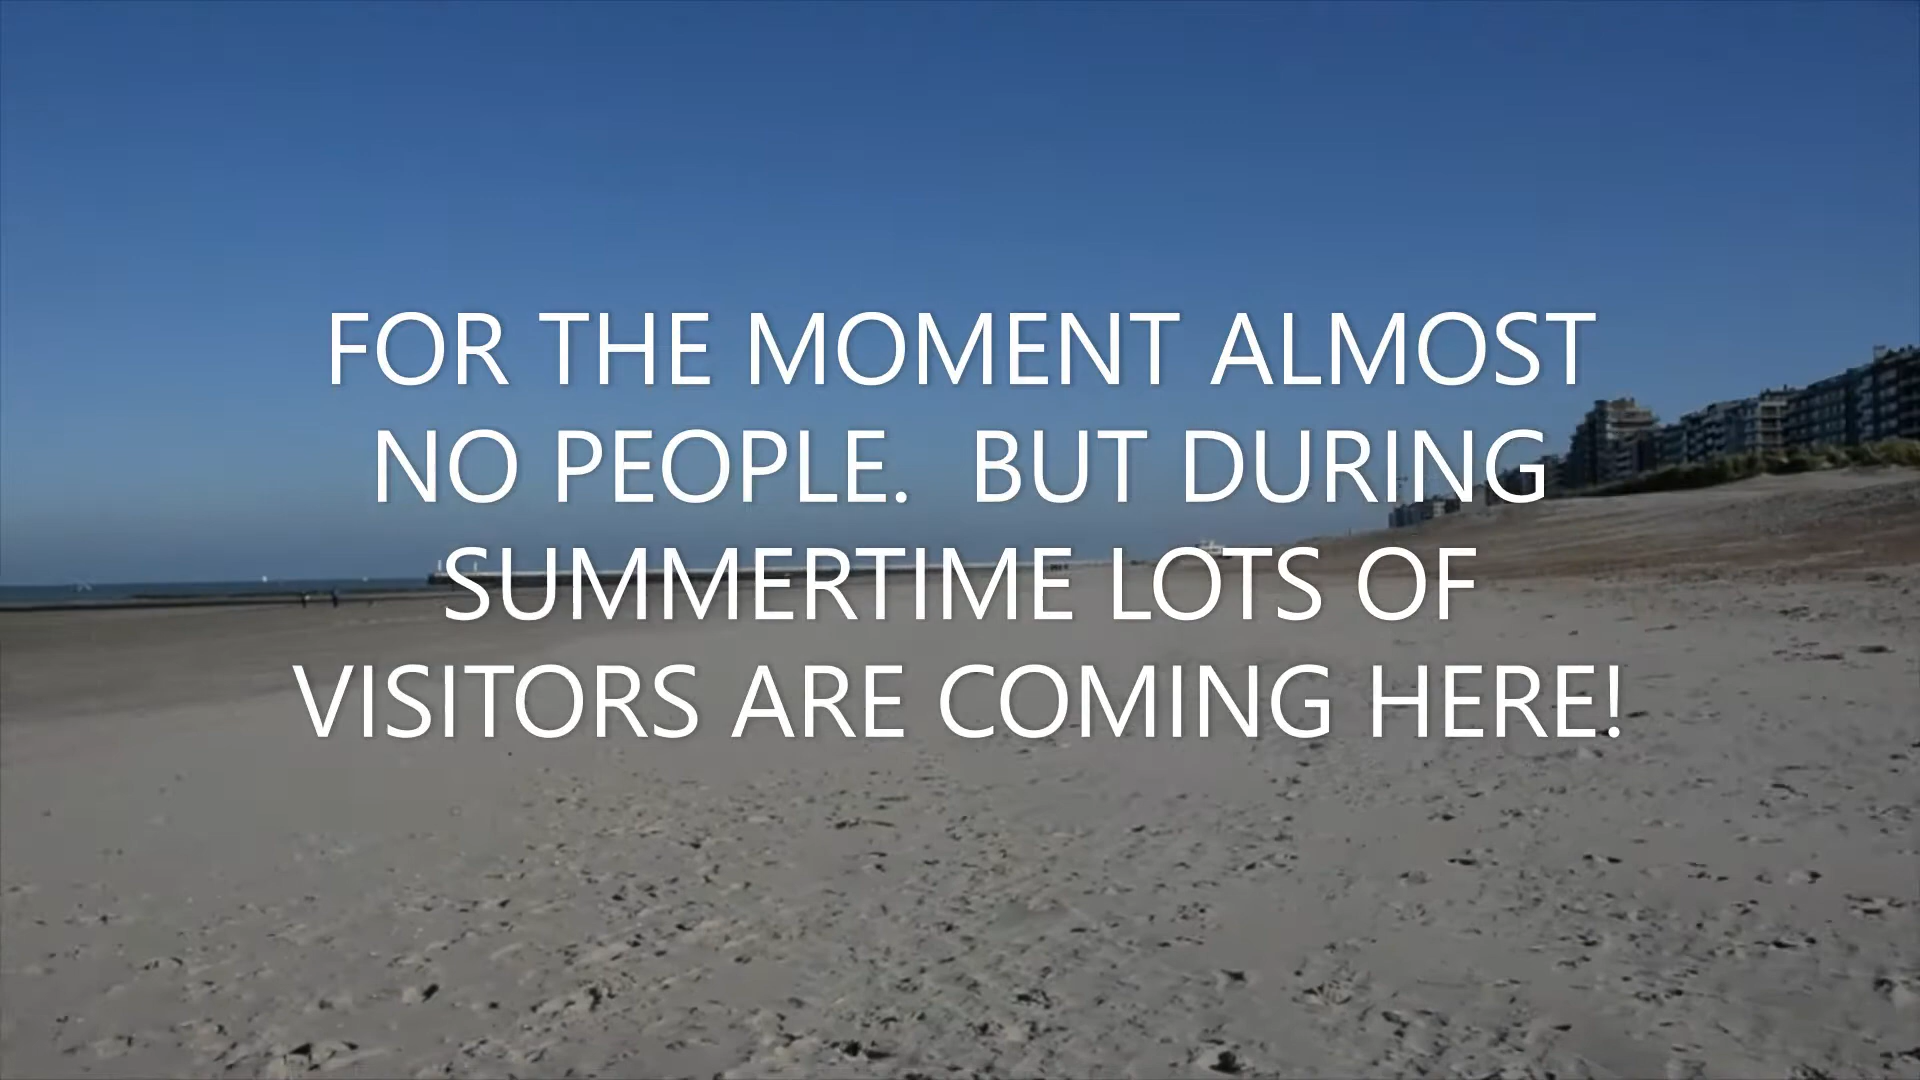 FOR THE MOMENT ALMOST
NO PEOPLE.  BUT DURING
SUMMERTIME LOTS OF
VISITORS ARE COMING HERE!